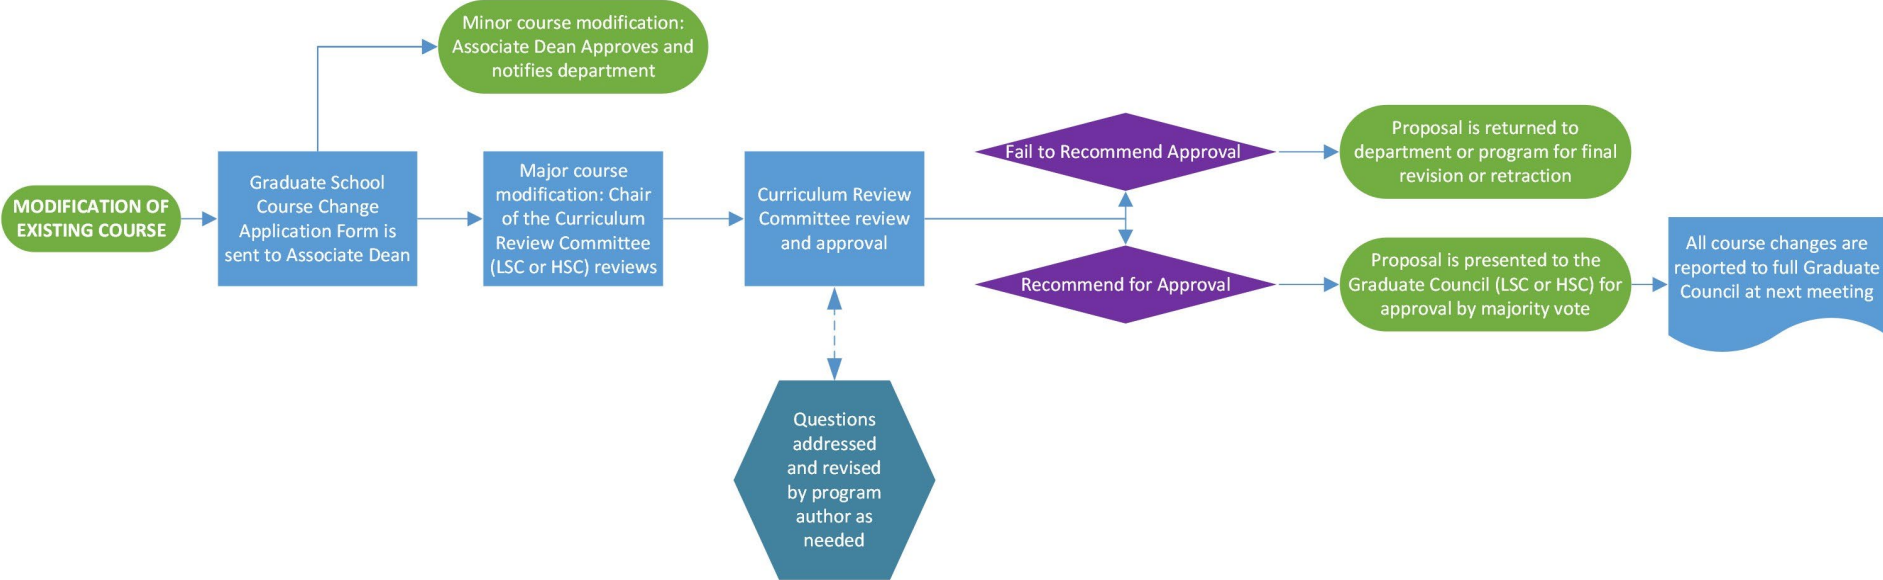 Minor course modification:
Associate Dean Approves and
notifies department
MODIFICATION OF
EXISTING COURSE
Graduate School
Course Change
Application Form is
sent to Associate Dean
Major course
modification: Chair
of the Curriculum
Review Committee
(LSC or HSC) reviews
Curriculum Review
Committee review
and approval
Questions
addressed
and revised
by program
author as
needed
Fail to Recommend Approval
Proposal is returned to
department or program for final
revision or retraction
Recommend for Approval
Proposal is presented to the
Graduate Council (LSC or HSC) for
approval by majority vote
All course changes are
reported to full Graduate
Council at next meeting